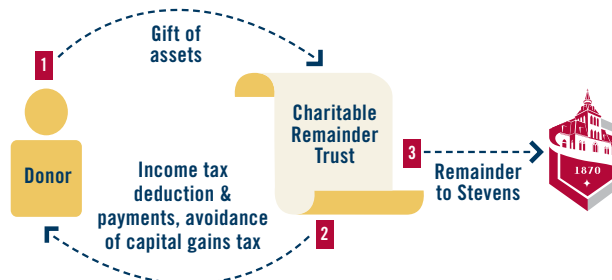 1
Gift of
assets
Donor
Charitable
Remainder
Trust
Income tax
deduction &
payments, avoidance
of capital gains tax
2
3
Remainder
to Stevens
1870